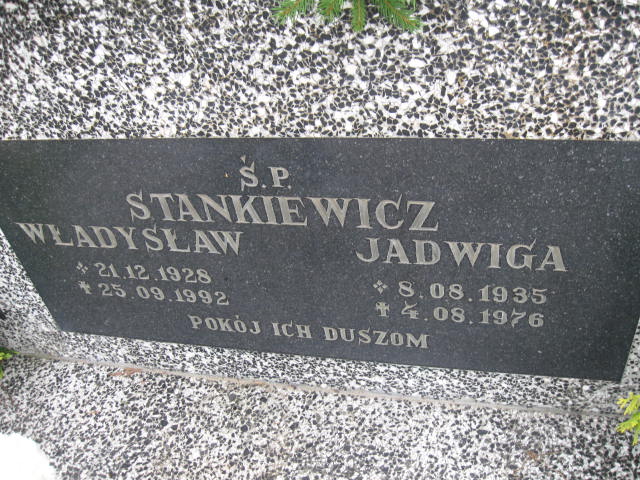 Ś.P.
STANKIEWICZ
WŁADYSŁAW JADWIGA
21.12.1928 8.08.1935
25.09.1992 4.08.1976
POKÓJ ICH DUSZOM